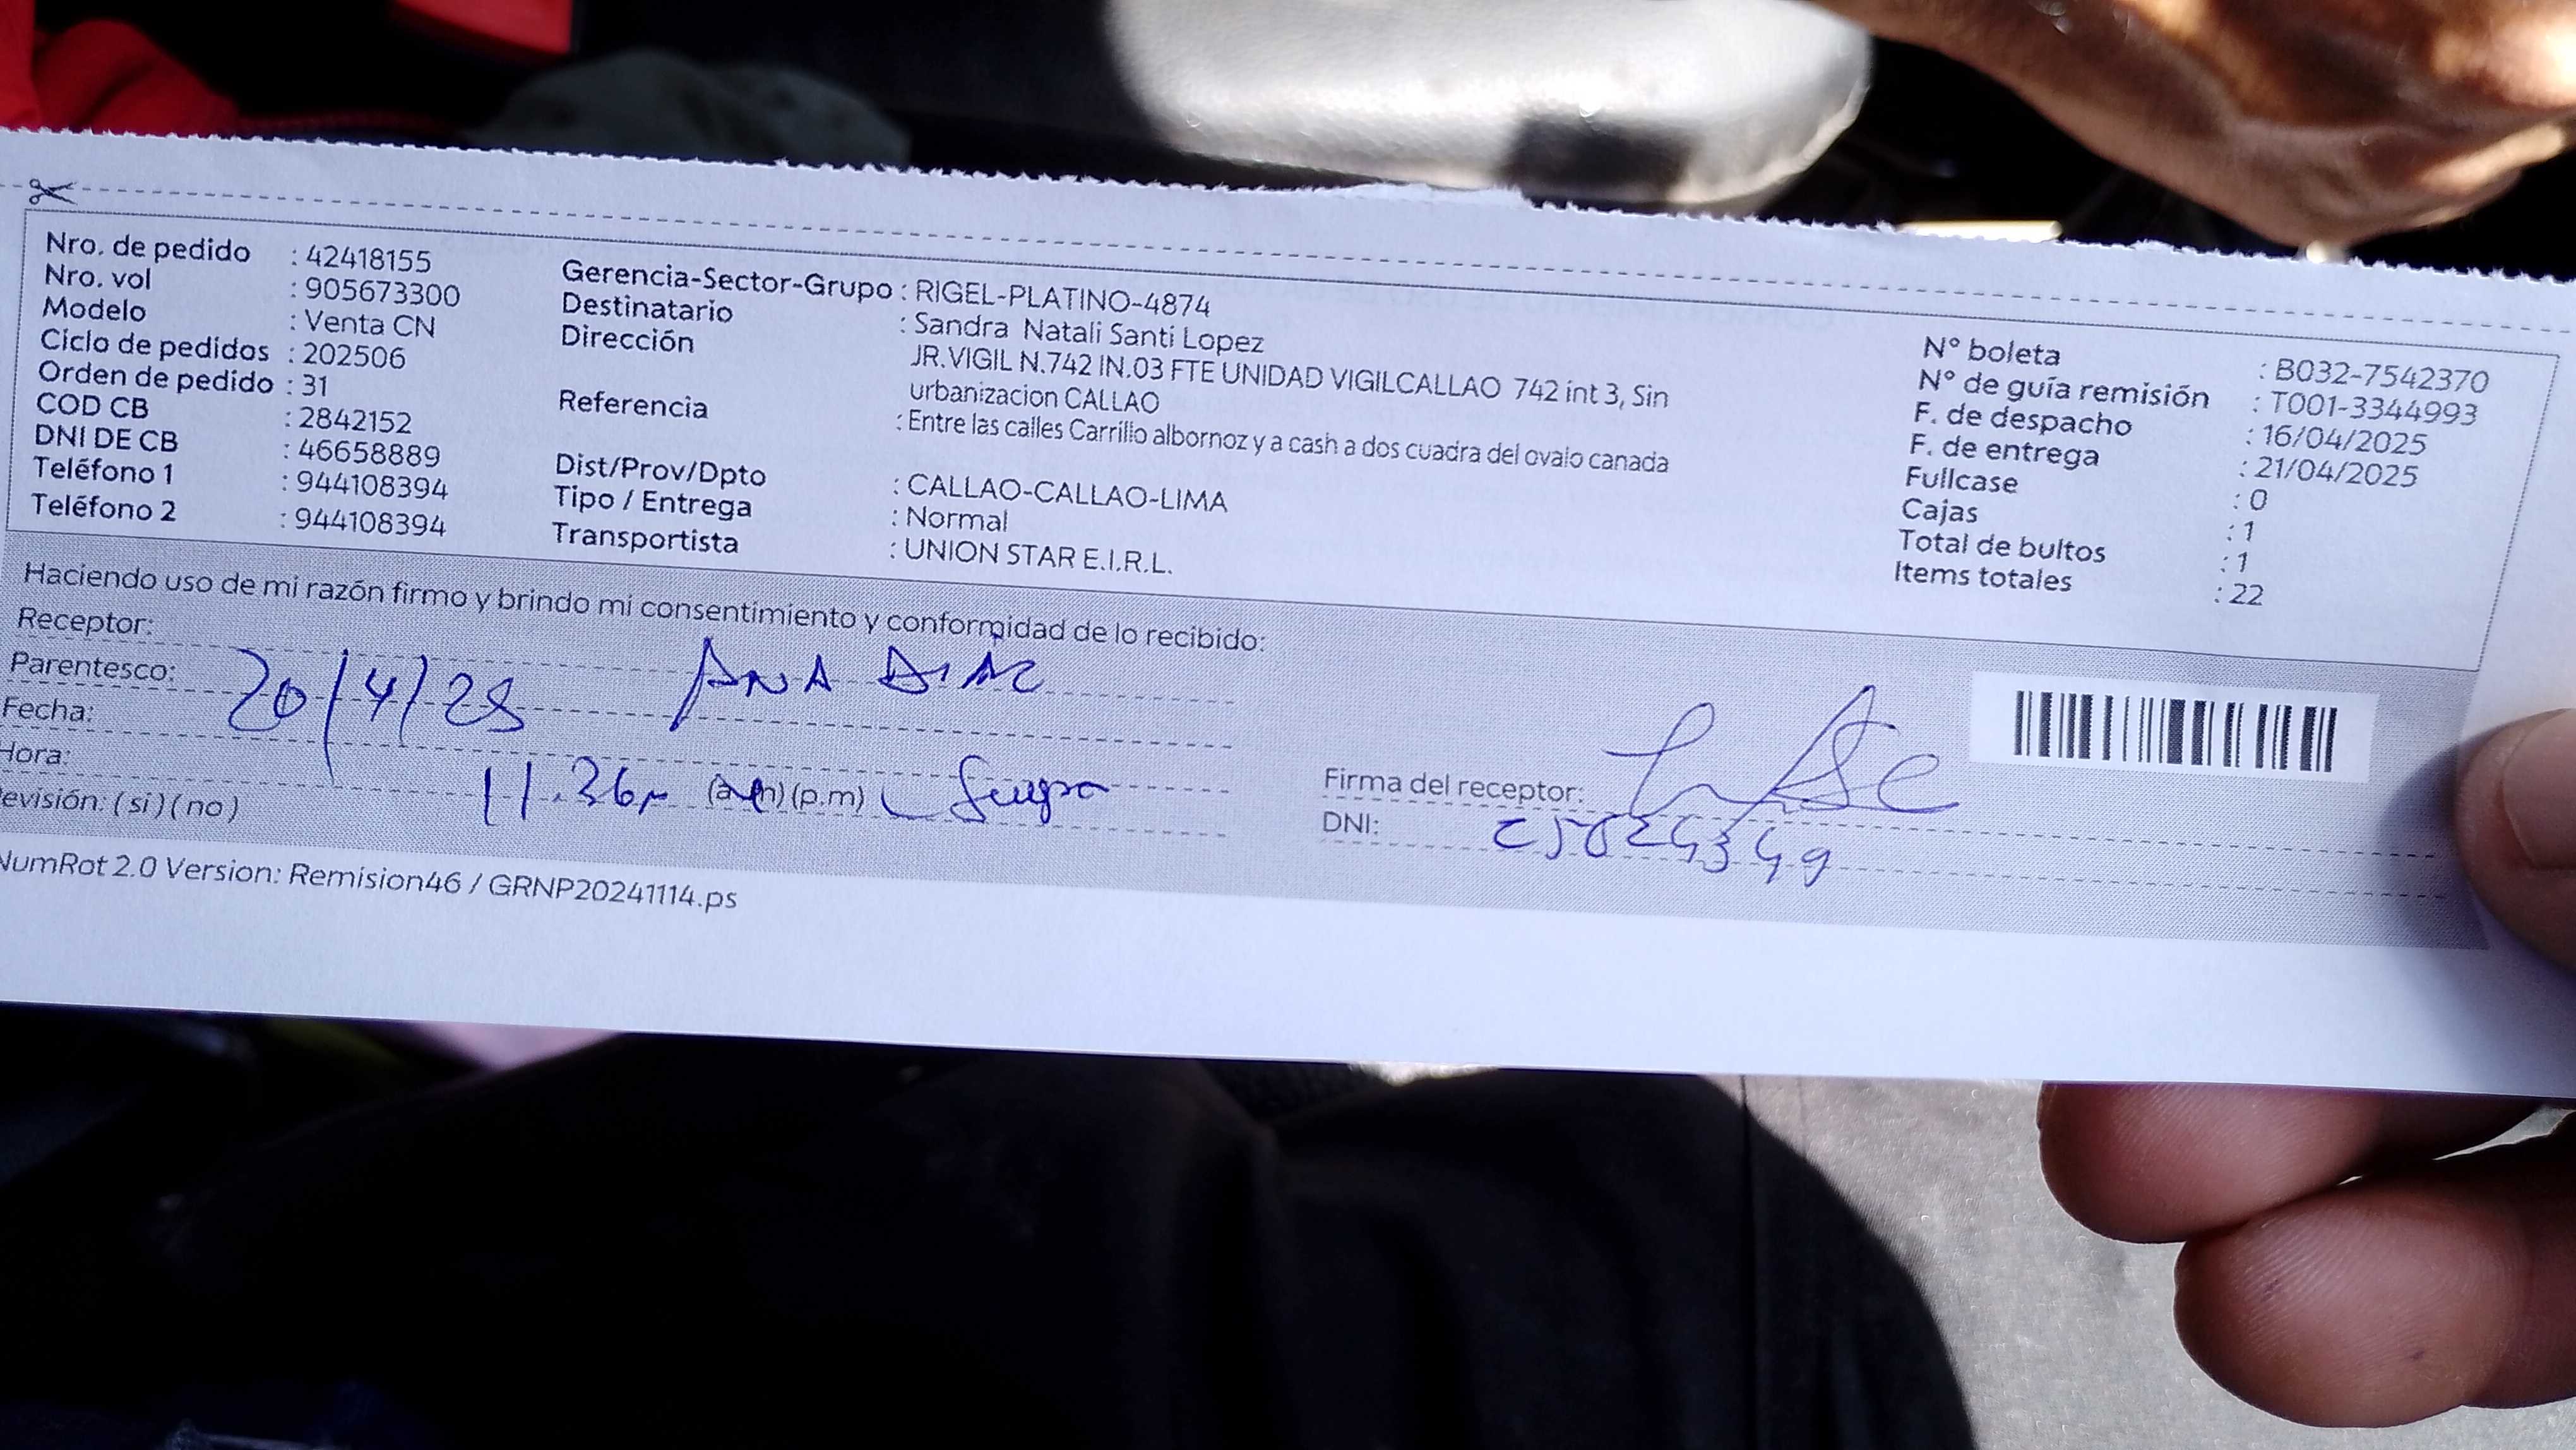 Nro. de pedido : 42418155
Nro. vol : 905673300
Modelo : Venta CN
Ciclo de pedidos : 202506
Orden de pedido : 31
COD CB : 2842152
DNI DE CB : 46658889
Teléfono 1 : 944108394
Teléfono 2 : 944108394
Gerencia-Sector-Grupo : RIGEL-PLATINO-4874
Destinatario : Sandra Natali Santi Lopez
Dirección JR.VIGIL N.742 IN.03 FTE UNIDAD VIGILCALLAO 742 int 3, Sin
urbanizacion CALLAO
Referencia : Entre las calles Carrillo albornoz y a cash a dos cuadra del ovalo canada
Dist/Prov/Dpto : CALLAO-CALLAO-LIMA
Tipo / Entrega : Normal
Transportista : UNION STAR E.I.R.L.
N° boleta : B032-7542370
N° de guía remisión : T001-3344993
F. de despacho : 16/04/2025
F. de entrega : 21/04/2025
Fullcase : 0
Cajas : 1
Total de bultos : 1
Items totales : 22
Haciendo uso de mi razón firmo y brindo mi consentimiento y conformidad de lo recibido:
Receptor:
Parentesco: 20/4/25 ANA DIAZ
Fecha:
Hora: 11.36 (a.m) (p.m) Suegra
evisión: (si) (no)
Firma del receptor:
DNI:
NumRot 2.0 Version: Remision46 / GRNP20241114.ps